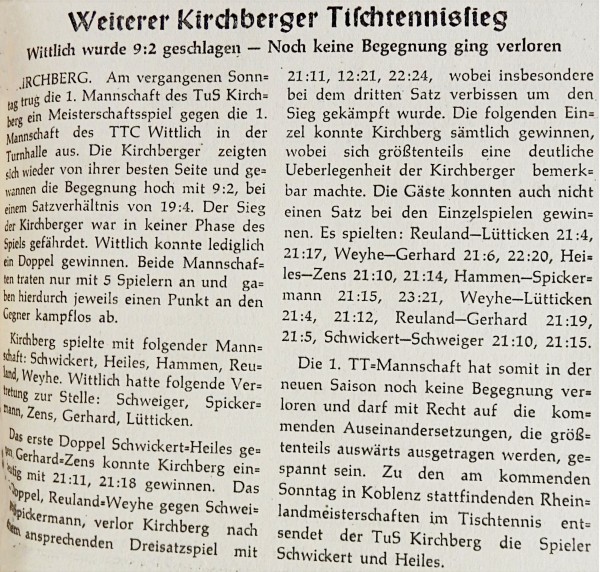 Weiterer Kirchberger Tischtennissieg
Wittlich wurde 9:2 geschlagen — Noch keine Begegnung ging verloren
IRCHBERG. Am vergangenen Sonn=
tag trug die 1. Mannschaft des TuS Kirch=
berg ein Meisterschaftsspiel gegen die 1.
Mannschaft des TTC Wittlich in der
Turnhalle aus. Die Kirchberger zeigten
sich wieder von ihrer besten Seite und ge=
wannen die Begegnung hoch mit 9:2, bei
einem Satzverhältnis von 19:4. Der Sieg
der Kirchberger war in keiner Phase des
Spiels gefährdet. Wittlich konnte lediglich
ein Doppel gewinnen. Beide Mannschaf=
ten traten nur mit 5 Spielern an und ga=
ben hierdurch jeweils einen Punkt an den
Gegner kampflos ab.
Kirchberg spielte mit folgender Mann=
schaft: Schwickert, Heiles, Hammen, Reu=
land, Weyhe. Wittlich hatte folgende Ver=
tretung zur Stelle: Schweiger, Spicker=
mann, Zens, Gerhard, Lütticken.
Das erste Doppel Schwickert=Heiles ge=
Gerhard=Zens konnte Kirchberg ein=
mit 21:11, 21:18 gewinnen. Das
Doppel, Reuland=Weyhe gegen Schwei=
Spickermann, verlor Kirchberg nach
ansprechenden Dreisatzspiel mit
21:11, 12:21, 22:24, wobei insbesondere
bei dem dritten Satz verbissen um den
Sieg gekämpft wurde. Die folgenden Ein=
zel konnte Kirchberg sämtlich gewinnen,
wobei sich größtenteils eine deutliche
Ueberlegenheit der Kirchberger bemerk=
bar machte. Die Gäste konnten auch nicht
einen Satz bei den Einzelspielen gewin=
nen. Es spielten: Reuland—Lütticken 21:4,
21:17, Weyhe—Gerhard 21:6, 22:20, Hei=
les—Zens 21:10, 21:14, Hammen—Spicker=
mann 21:15, 23:21, Weyhe—Lütticken
21:4, 21:12, Reuland—Gerhard 21:19,
21:5, Schwickert—Schweiger 21:10, 21:15.
Die 1. TT=Mannschaft hat somit in der
neuen Saison noch keine Begegnung ver=
loren und darf mit Recht auf die kom=
menden Auseinandersetzungen, die größ=
tenteils auswärts ausgetragen werden, ge=
spannt sein. Zu den am kommenden
Sonntag in Koblenz stattfindenden Rhein=
landmeisterschaften im Tischtennis ent=
sendet der TuS Kirchberg die Spieler
Schwickert und Heiles.